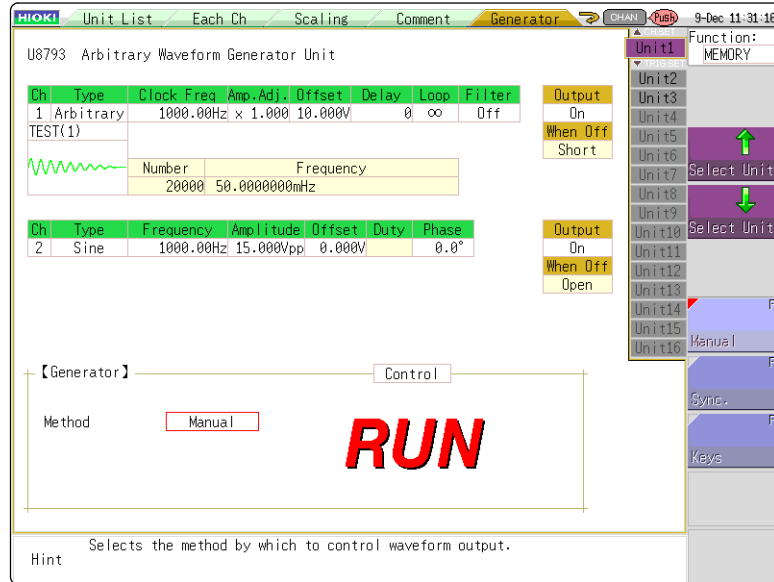 HIOKI Unit List Each Ch Scaling Comment Generator CHAN Push 9-Dec 11:31:16
▲CH.SET Function:
Unit1 MEMORY
▼TRIG.SET
U8793 Arbitrary Waveform Generator Unit
Unit2
Unit3
Unit4
Unit5
Unit6
Unit7
Unit8
Unit9
Unit10
Unit11
Unit12
Unit13
Unit14
Unit15
Unit16
Ch Type Clock Freq Amp.Adj. Offset Delay Loop Filter
1 Arbitrary 1000.00Hz x 1.000 10.000V 0 ∞ Off
TEST(1)
Number Frequency
20000 50.0000000mHz
Output
On
When Off
Short
Ch Type Frequency Amplitude Offset Duty Phase
2 Sine 1000.00Hz 15.000Vpp 0.000V 0.0°
Output
On
When Off
Open
Select Unit
Select Unit
F
Manual
F
Sync.
F
Keys
【Generator】 Control
Method Manual
RUN
Selects the method by which to control waveform output.
Hint